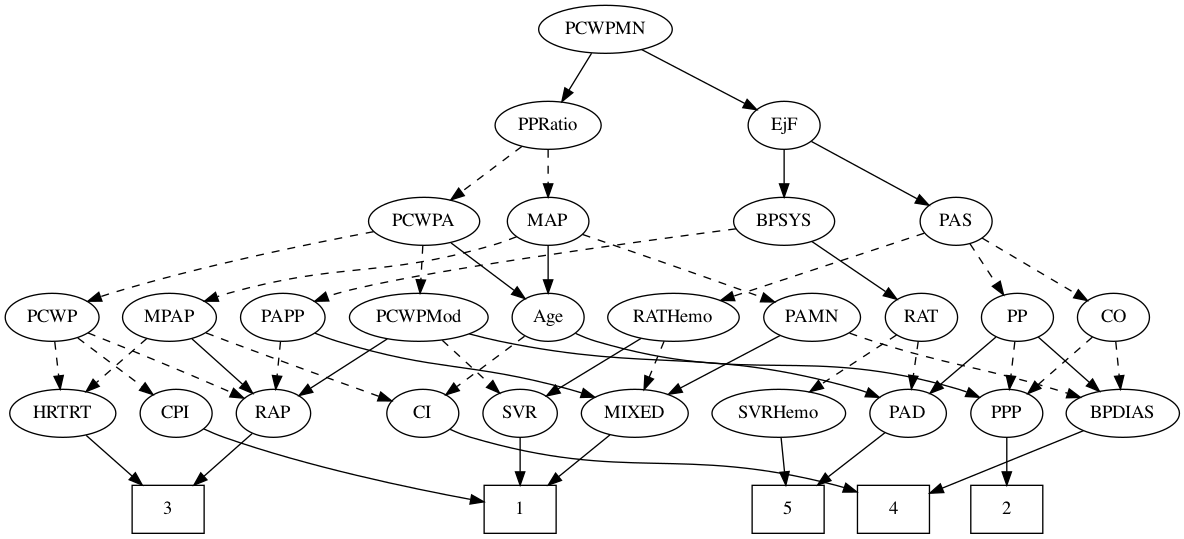 PCWPMN
PPRatio
EjF
PCWPA
MAP
BPSYS
PAS
PCWP
MPAP
PAPP
PCWPMod
Age
RATHemo
PAMN
RAT
PP
CO
HRTRT
CPI
RAP
CI
SVR
MIXED
SVRHemo
PAD
PPP
BPDIAS
3
1
5
4
2